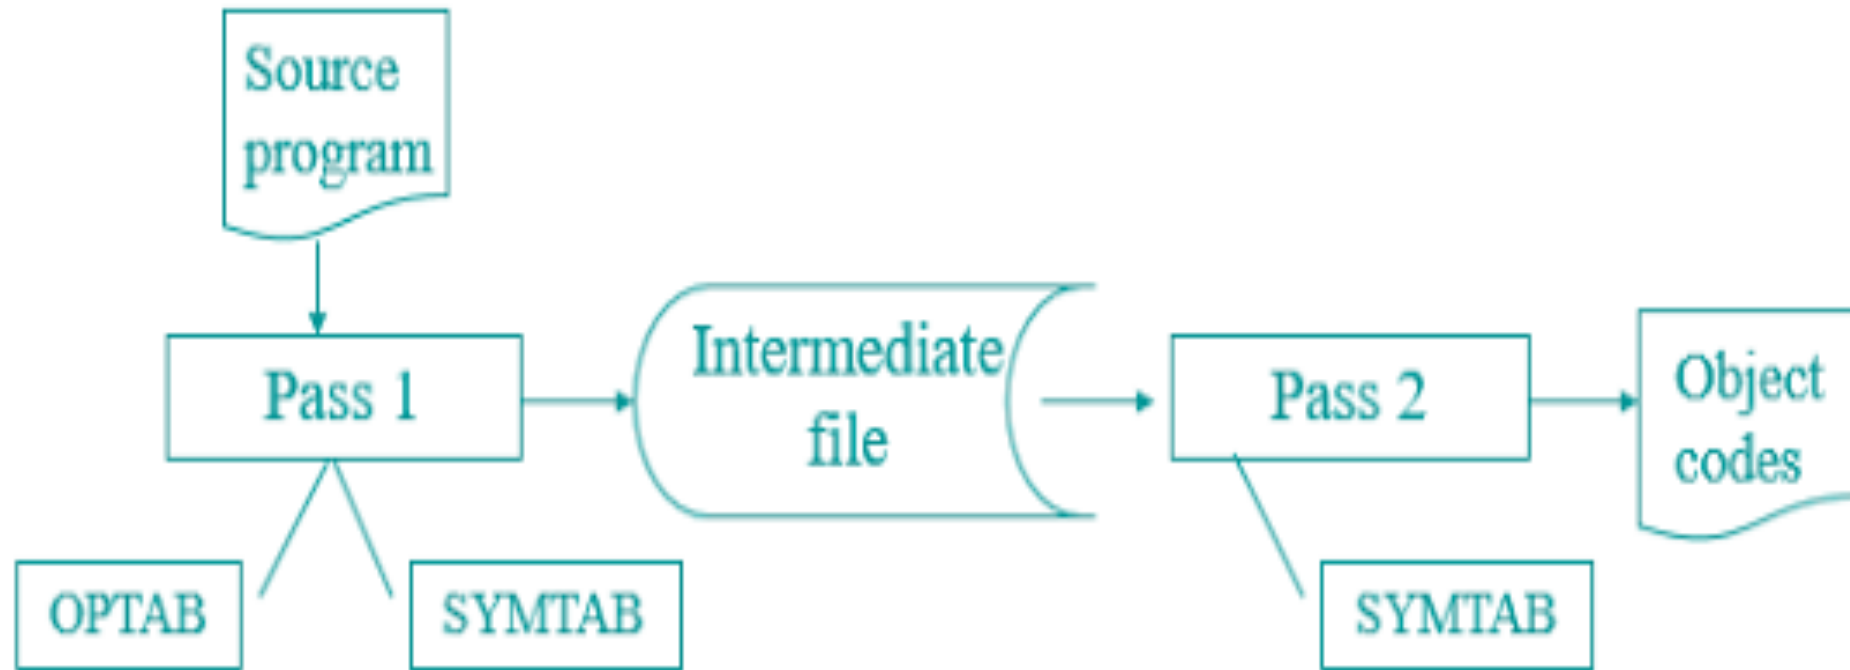 Source
program
Pass 1
Intermediate
file
Pass 2
Object
codes
OPTAB
SYMTAB
SYMTAB